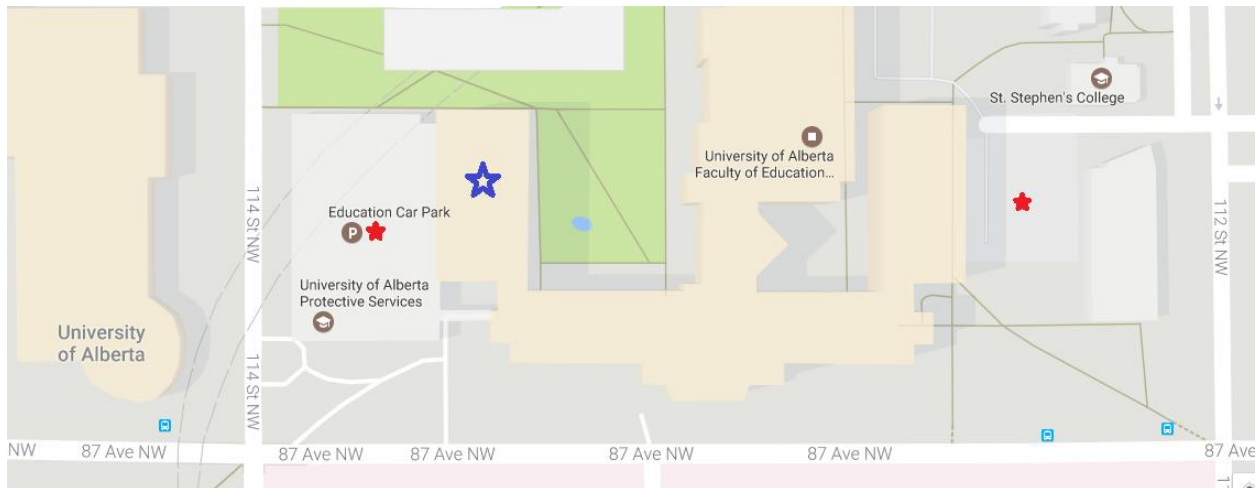 St. Stephen's College
University of Alberta
Faculty of Education...
114 St NW
Education Car Park
P
112 St NW
University of Alberta
Protective Services
University
of Alberta
114 St NW
NW
87 Ave NW
87 Ave NW
87 Ave NW
87 Ave NW
87 Ave NW
87 Ave